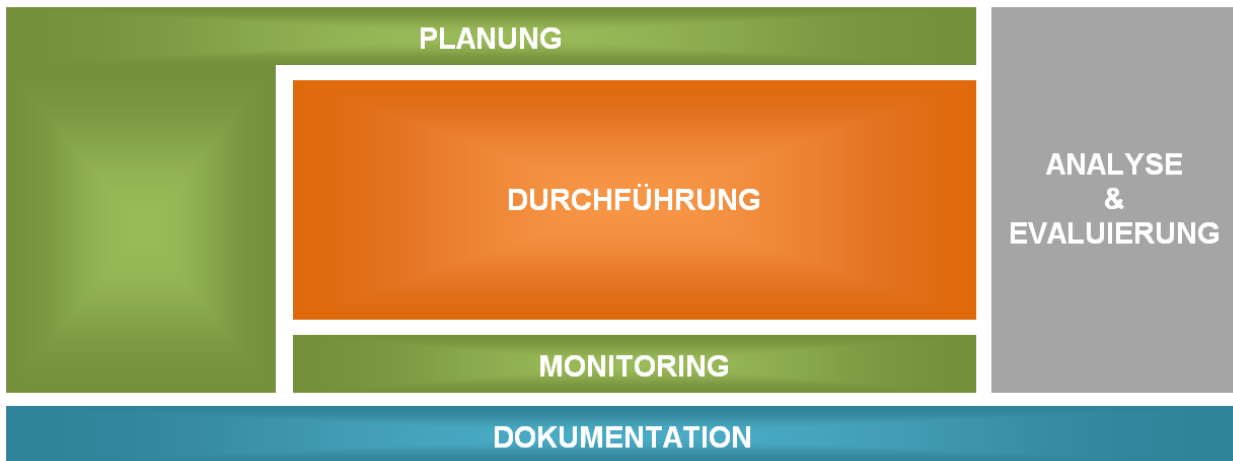 PLANUNG
DURCHFÜHRUNG
MONITORING
ANALYSE
&
EVALUIERUNG
DOKUMENTATION